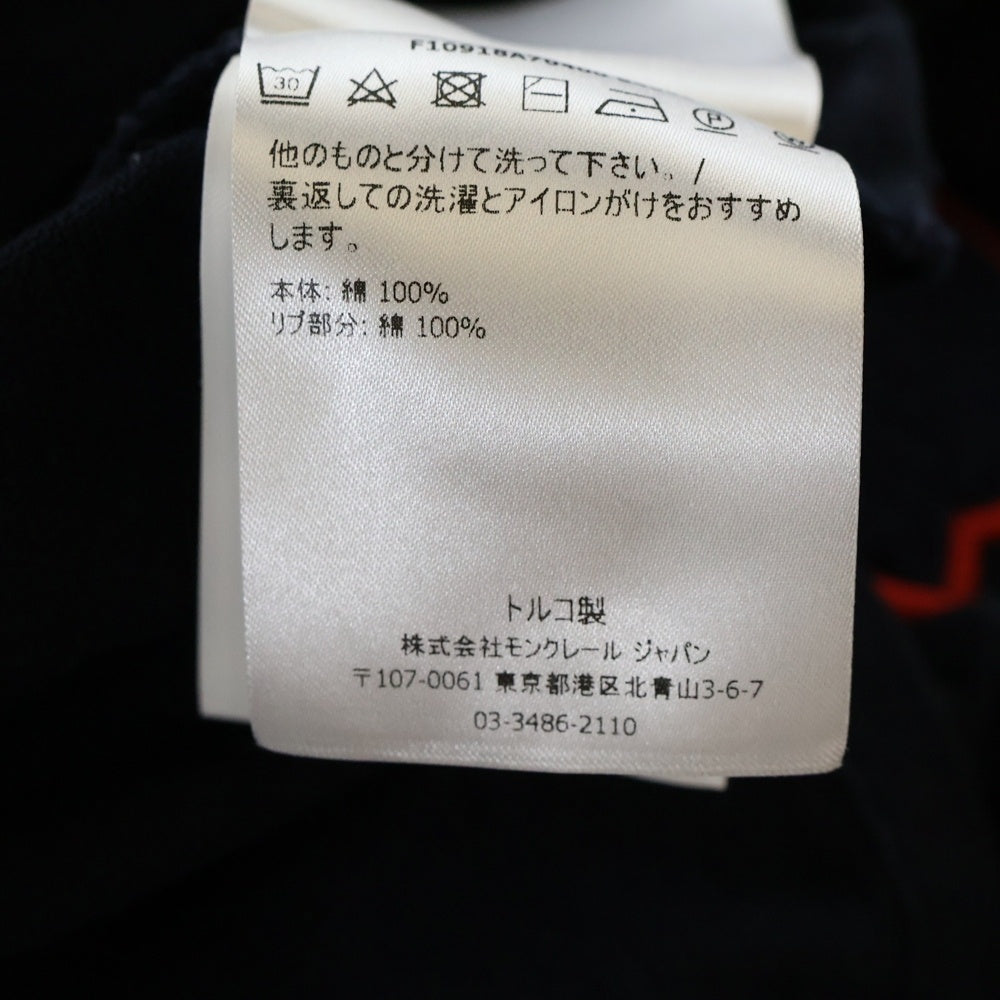 30
P
他のものと分けて洗って下さい。/
裏返しての洗濯とアイロンがけをおすすめ
します。
本体: 綿 100%
リブ部分: 綿 100%
トルコ製
株式会社モンクレール ジャパン
〒107-0061 東京都港区北青山3-6-7
03-3486-2110